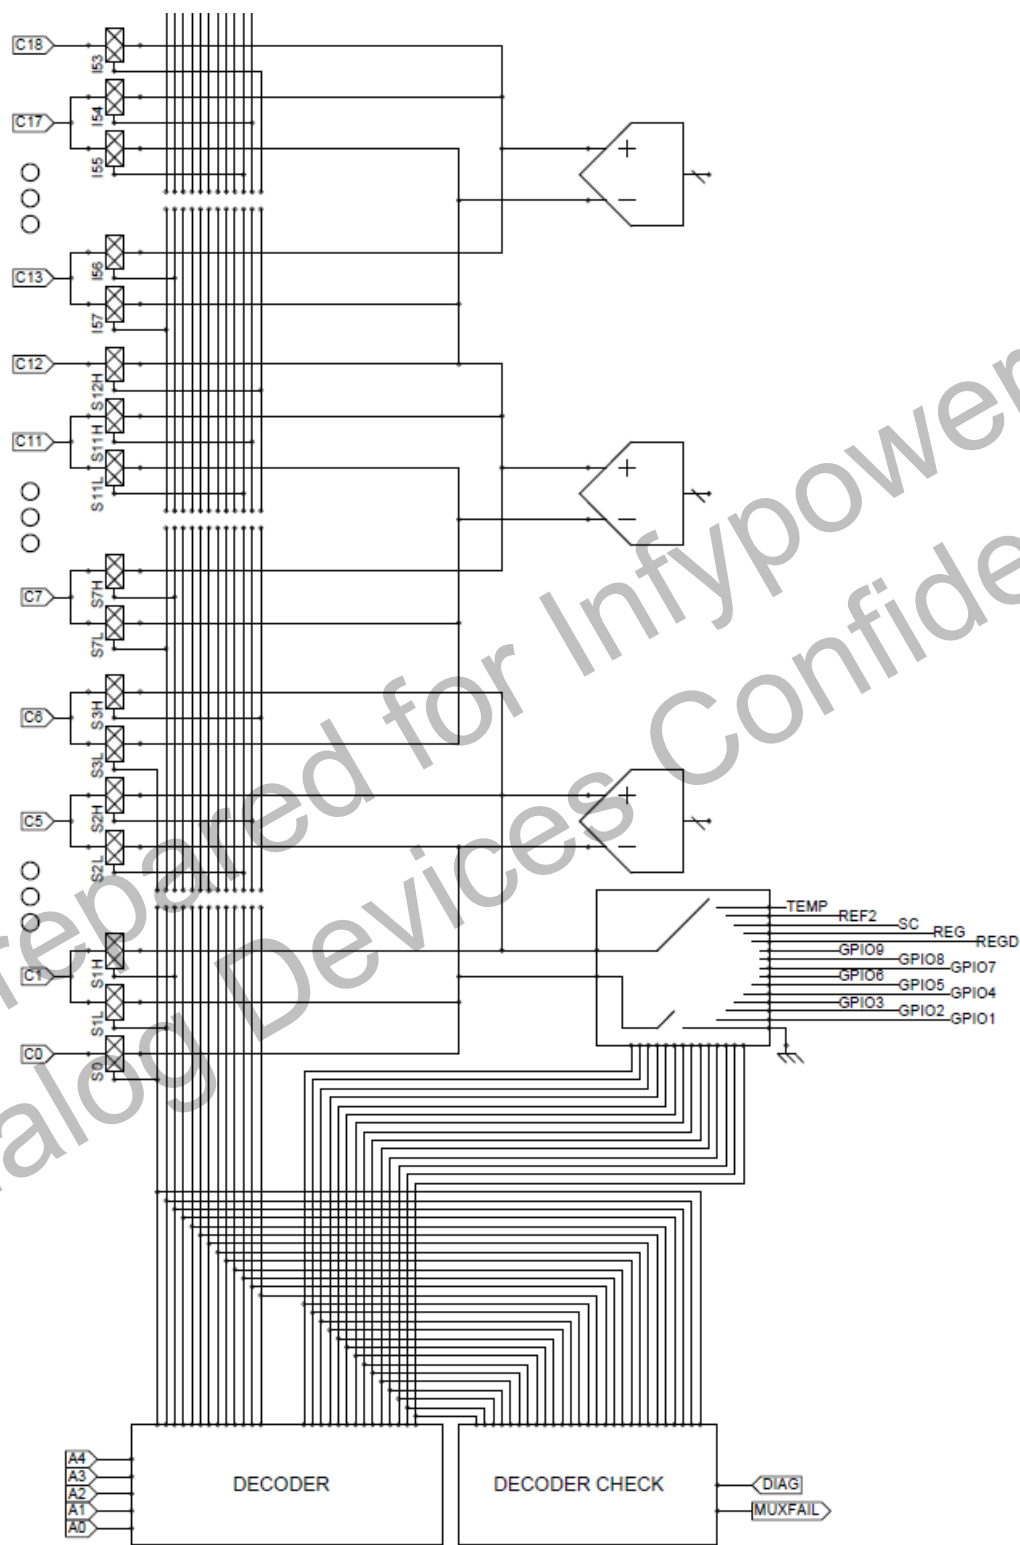 C18
I53
I54
C17
I55
+
−
I56
C13
I57
C12
S12H
S11H
C11
S11L
+
−
S7H
C7
S7L
S3H
C6
S3L
S2H
C5
S2L
+
−
S1H
C1
S1L
C0
S0
TEMP
REF2
SC
REG
REGD
GPIO9
GPIO8
GPIO7
GPIO6
GPIO5
GPIO4
GPIO3
GPIO2
GPIO1
A4
A3
A2
A1
A0
DECODER
DECODER CHECK
DIAG
MUXFAIL
Prepared for Infypower
Analog Devices Confide